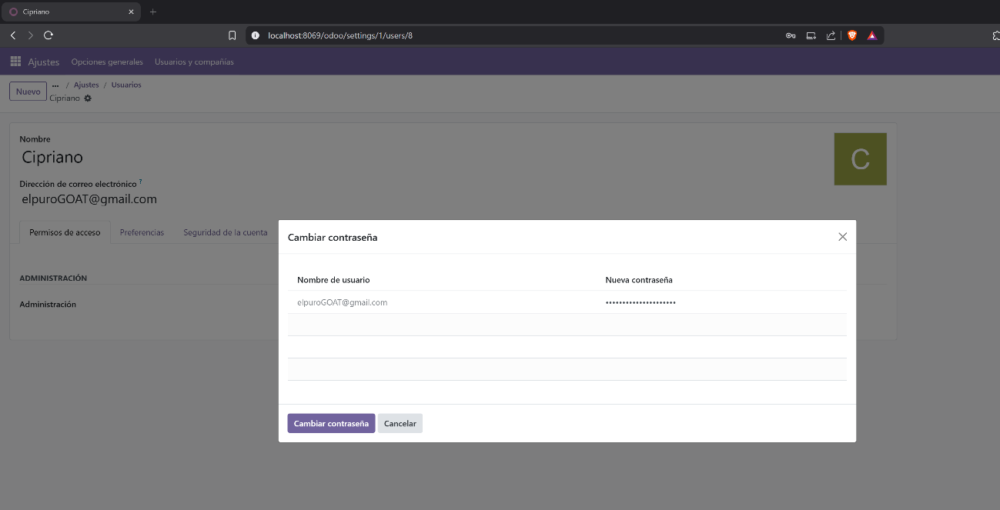 Cipriano
localhost:8069/odoo/settings/1/users/8
Ajustes Opciones generales Usuarios y compañías
Nuevo ... / Ajustes / Usuarios
Cipriano
Nombre
Cipriano
C
Dirección de correo electrónico ?
elpuroGOAT@gmail.com
Permisos de acceso Preferencias Seguridad de la cuenta
ADMINISTRACIÓN
Administración
Cambiar contraseña
Nombre de usuario Nueva contraseña
elpuroGOAT@gmail.com •••••••••••••••••••••
Cambiar contraseña Cancelar